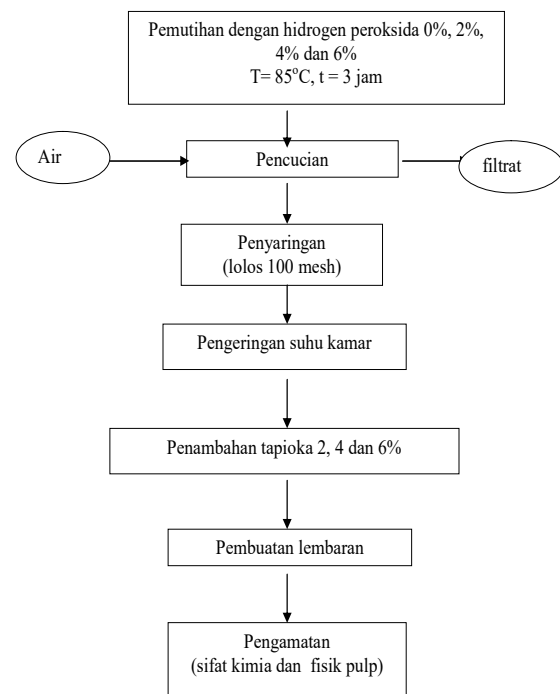 Pemutihan dengan hidrogen peroksida 0%, 2%,
4% dan 6%
T= 85°C, t = 3 jam
Air
Pencucian
filtrat
Penyaringan
(lolos 100 mesh)
Pengeringan suhu kamar
Penambahan tapioka 2, 4 dan 6%
Pembuatan lembaran
Pengamatan
(sifat kimia dan fisik pulp)